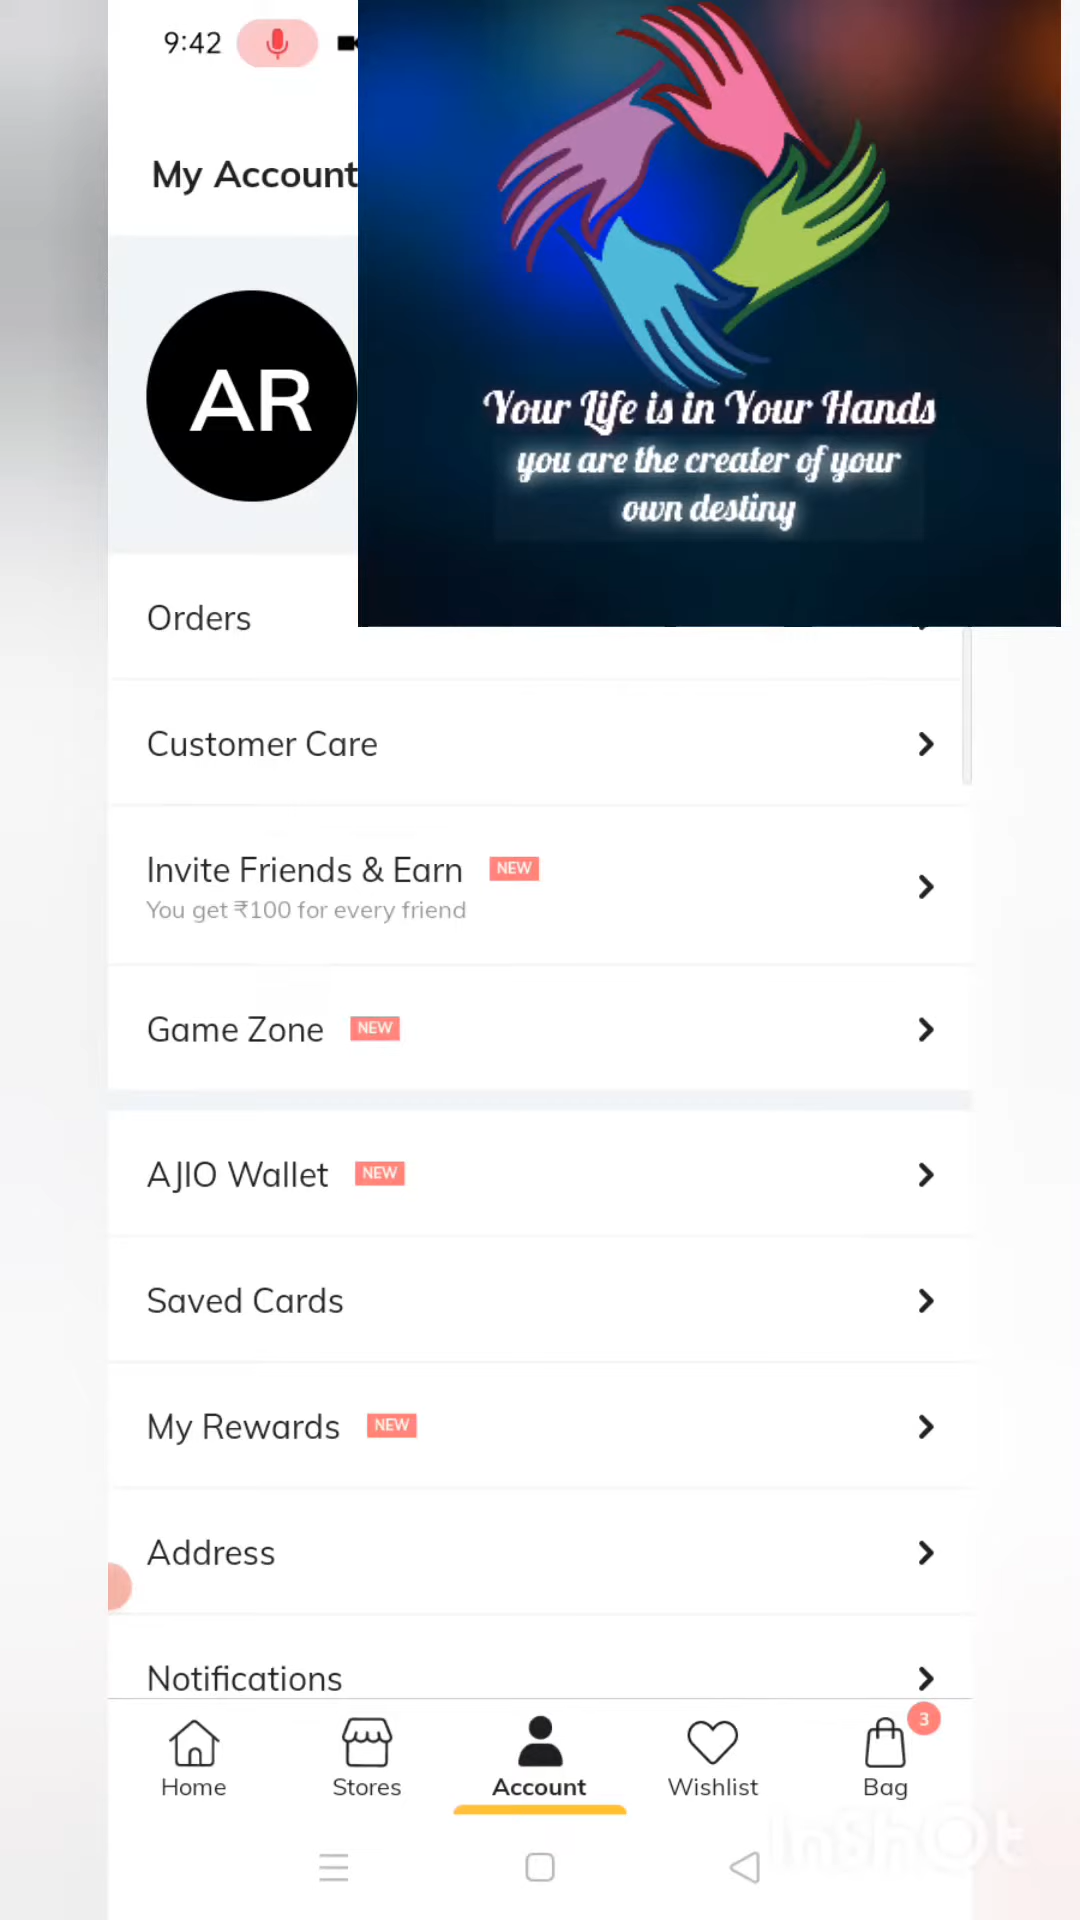 9:42
My Account
AR
Your Life is in Your Hands
you are the creater of your
own destiny
Orders
Customer Care
Invite Friends & Earn NEW
You get ₹100 for every friend
Game Zone NEW
AJIO Wallet NEW
Saved Cards
My Rewards NEW
Address
Notifications
3
Home Stores Account Wishlist Bag
InShOt